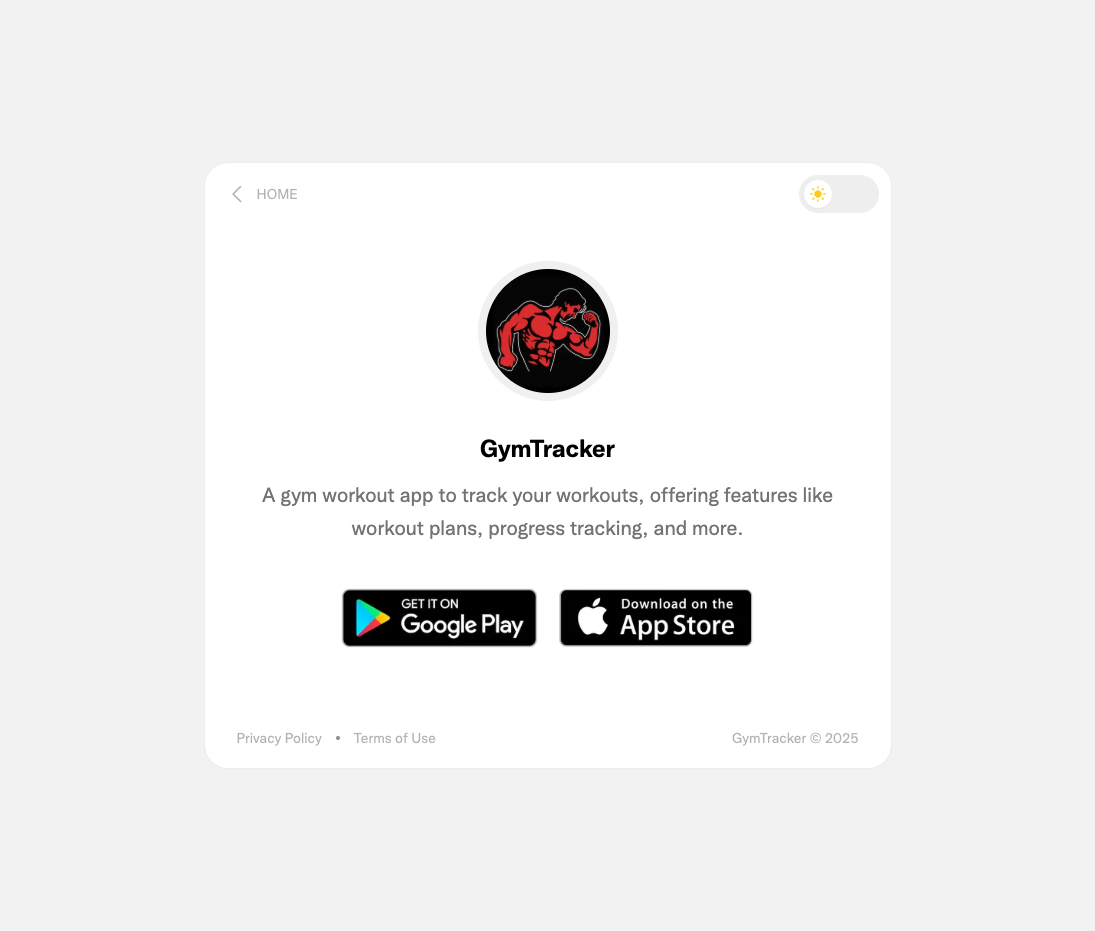 HOME
GymTracker
A gym workout app to track your workouts, offering features like
workout plans, progress tracking, and more.
GET IT ON
Google Play
Download on the
App Store
Privacy Policy • Terms of Use
GymTracker © 2025